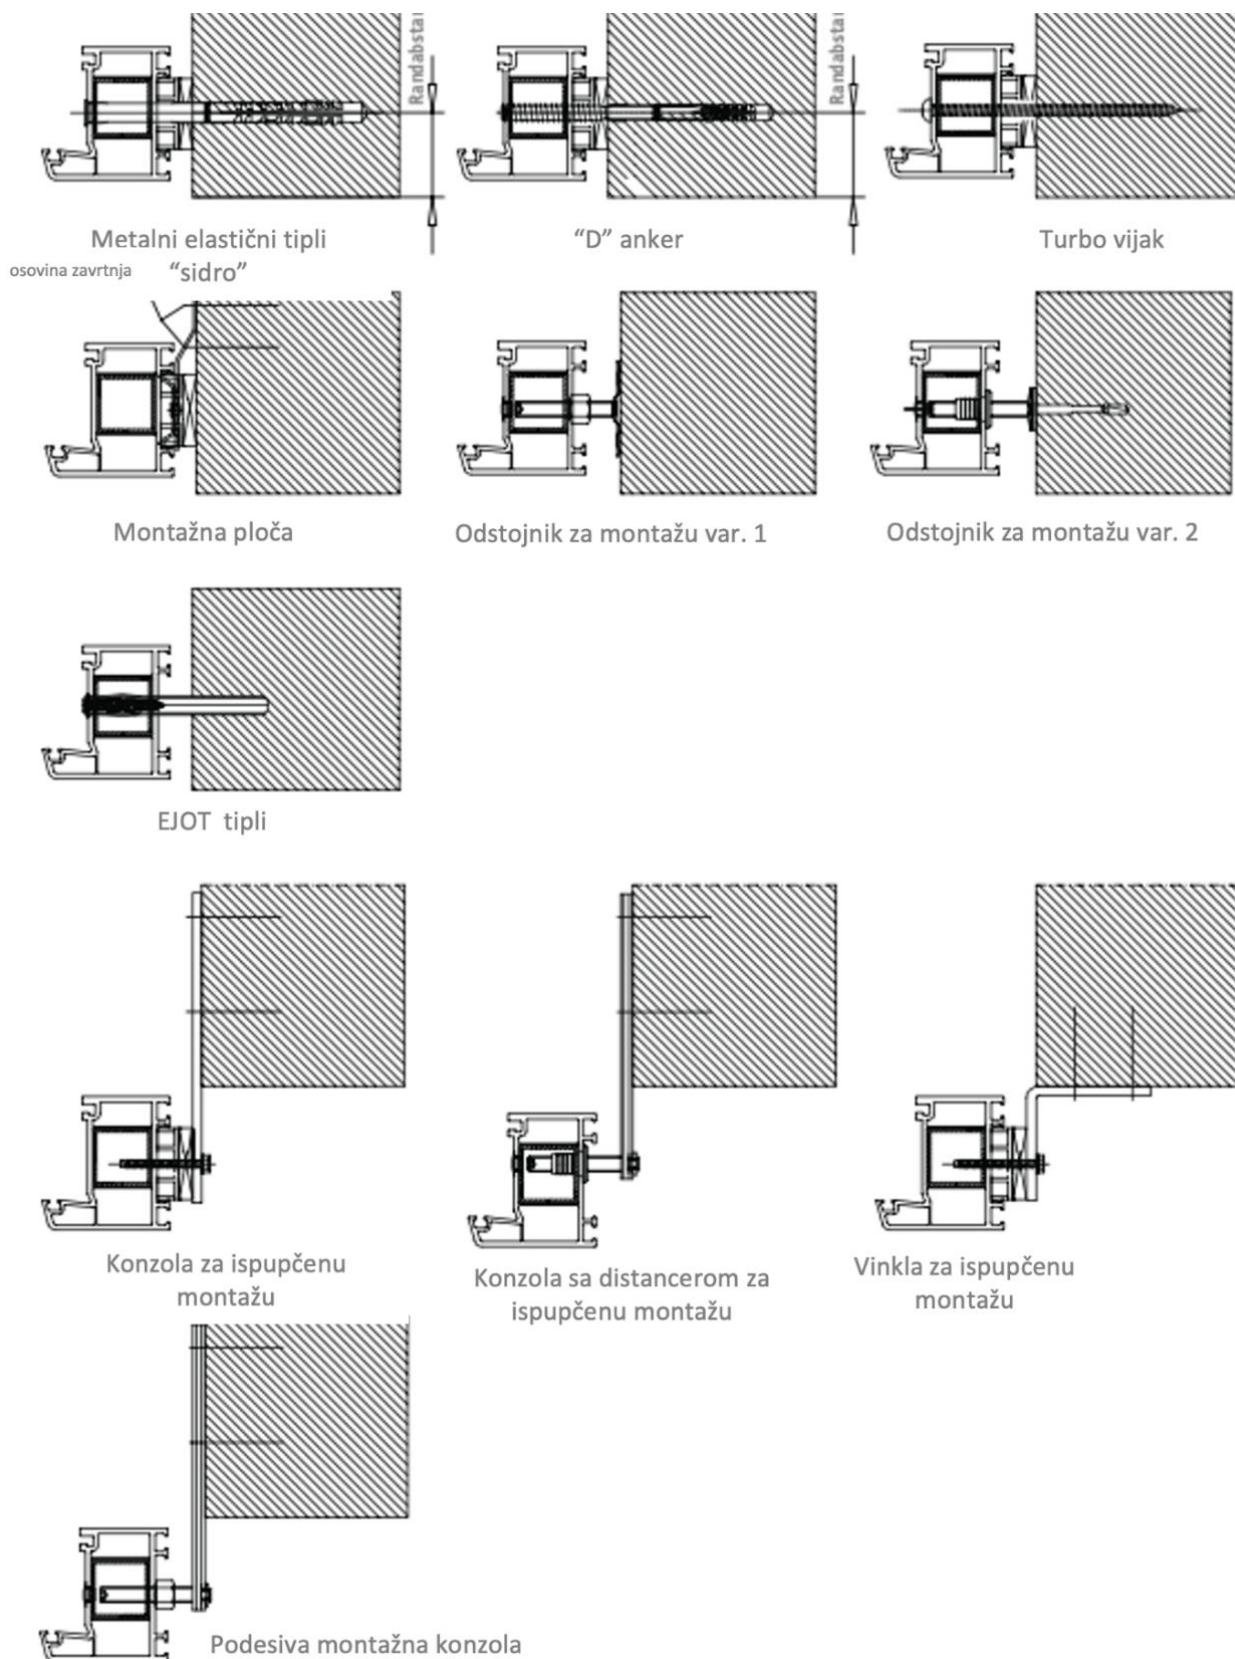 Randabsta
Randabsta
Metalni elastični tipli
“D” anker
Turbo vijak
osovina zavrtnja
“sidro”
Montažna ploča
Odstojnik za montažu var. 1
Odstojnik za montažu var. 2
EJOT tipli
Konzola za ispupčenu
montažu
Konzola sa distancerom za
ispupčenu montažu
Vinkla za ispupčenu
montažu
Podesiva montažna konzola